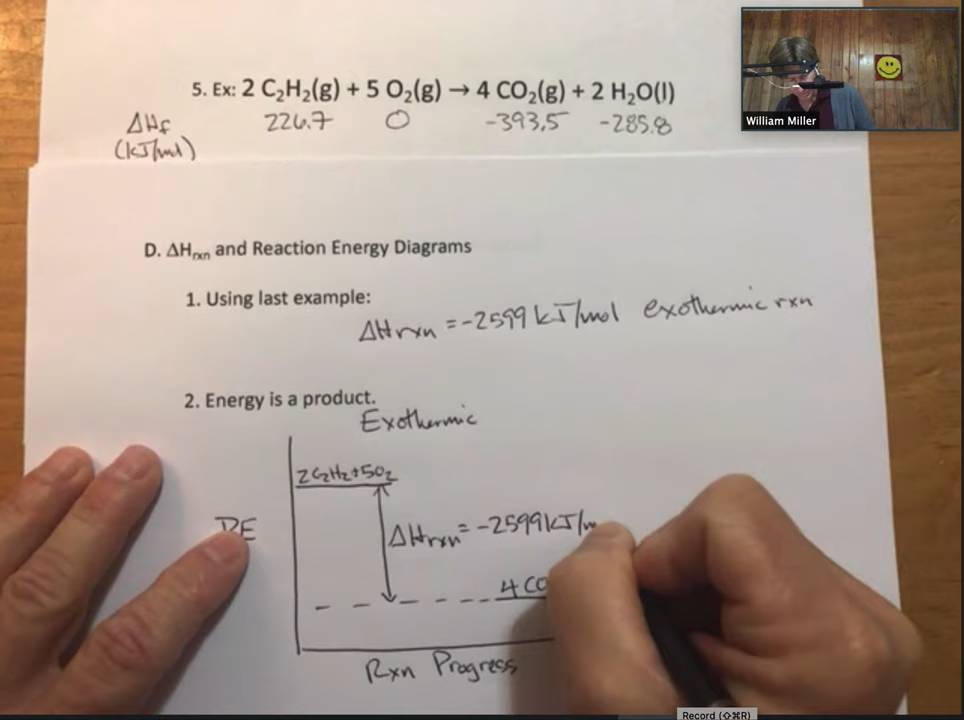 5. Ex: 2 C₂H₂(g) + 5 O₂(g) → 4 CO₂(g) + 2 H₂O(l)
ΔHf 226.7 0 -393.5 -285.8
(kJ/mol)
William Miller
D. ΔHrxn and Reaction Energy Diagrams
1. Using last example:
ΔHrxn = -2599 kJ/mol exothermic rxn
2. Energy is a product.
Exothermic
2C₂H₂+5O₂
PE
ΔHrxn = -2599 kJ/m
4 CO
Rxn Progress
Record (⇧⌘R)